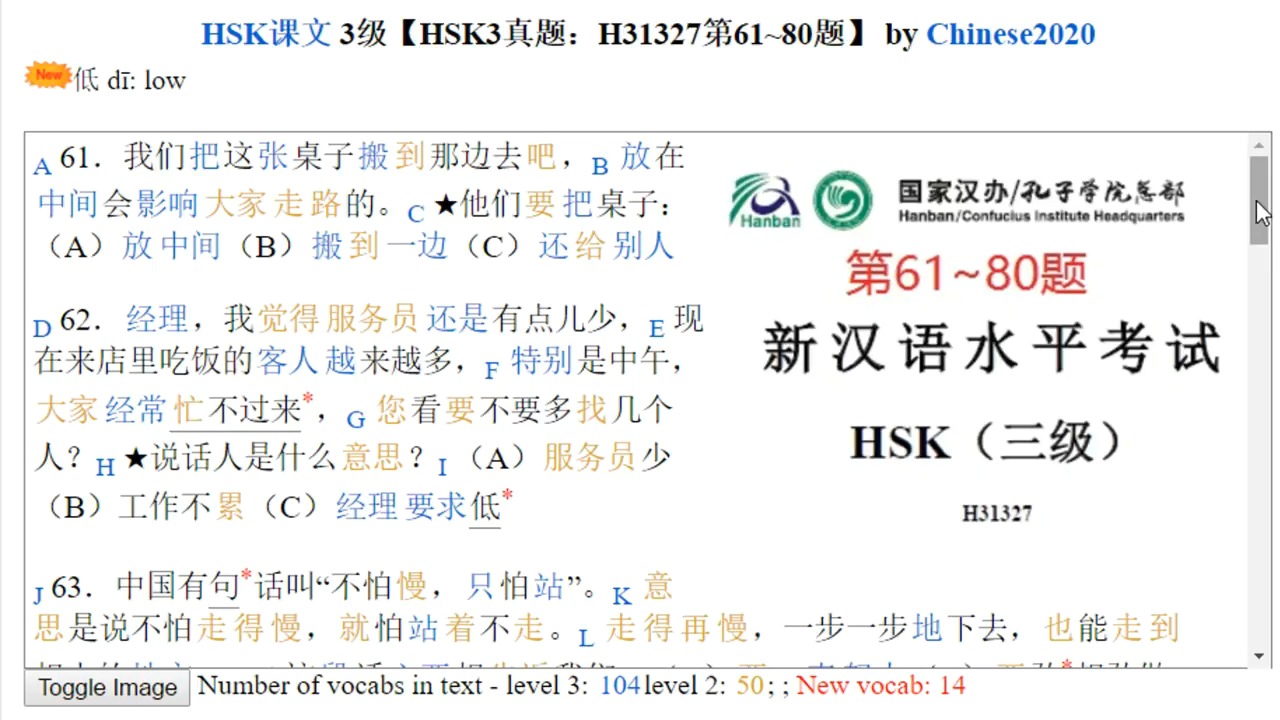 HSK课文 3级【HSK3真题：H31327第61~80题】 by Chinese2020
New 低 dī: low
A 61．我们把这张桌子搬到那边去吧，B 放在
中间会影响大家走路的。C ★他们要把桌子：
（A）放中间（B）搬到一边（C）还给别人
D 62．经理，我觉得服务员还是有点儿少，E 现
在来店里吃饭的客人越来越多，F 特别是中午，
大家经常忙不过来*，G 您看要不要多找几个
人？H ★说话人是什么意思？I（A）服务员少
（B）工作不累（C）经理要求低*
J 63．中国有句*话叫“不怕慢，只怕站”。K 意
思是说不怕走得慢，就怕站着不走。L 走得再慢，一步一步地下去，也能走到
Hanban
国家汉办/孔子学院总部
Hanban/Confucius Institute Headquarters
第61~80题
新汉语水平考试
HSK（三级）
H31327
Toggle Image Number of vocabs in text - level 3: 104 level 2: 50; ; New vocab: 14